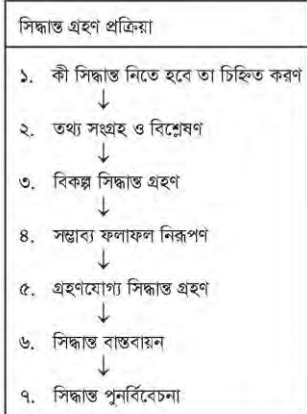 সিদ্ধান্ত গ্রহণ প্রক্রিয়া
১. কী সিদ্ধান্ত নিতে হবে তা চিহ্নিত করণ
২. তথ্য সংগ্রহ ও বিশ্লেষণ
৩. বিকল্প সিদ্ধান্ত গ্রহণ
৪. সম্ভাব্য ফলাফল নিরূপণ
৫. গ্রহণযোগ্য সিদ্ধান্ত গ্রহণ
৬. সিদ্ধান্ত বাস্তবায়ন
৭. সিদ্ধান্ত পুনর্বিবেচনা